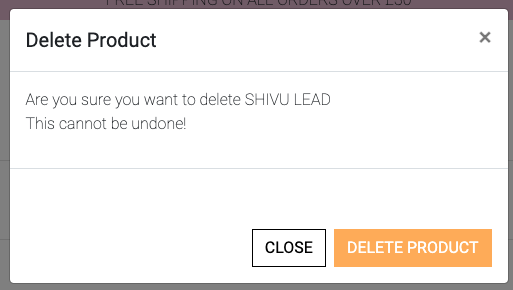 FREE SHIPPING ON ALL ORDERS OVER £50
Delete Product
×
Are you sure you want to delete SHIVU LEAD
This cannot be undone!
CLOSE
DELETE PRODUCT